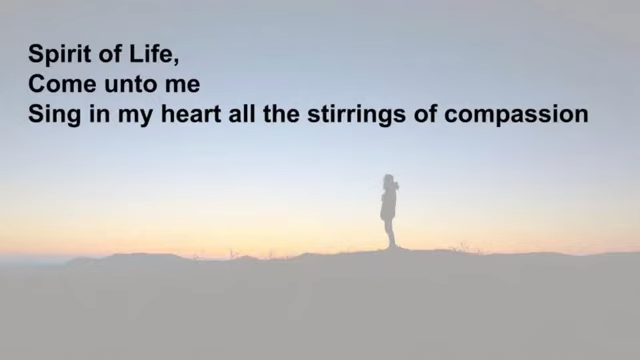 Spirit of Life,
Come unto me
Sing in my heart all the stirrings of compassion